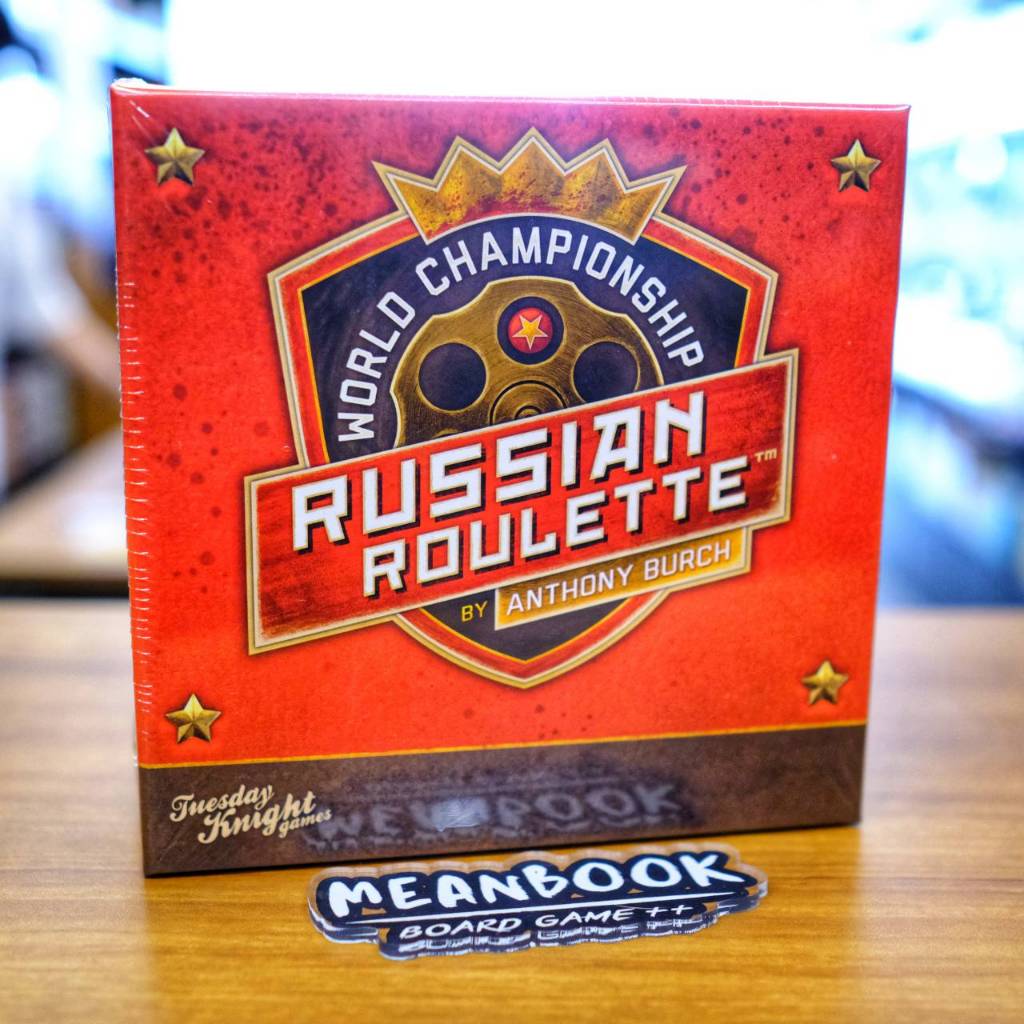 WORLD CHAMPIONSHIP
RUSSIAN
ROULETTE™
BY ANTHONY BURCH
Tuesday
Knight
games
MEANBOOK
BOARD GAME ++